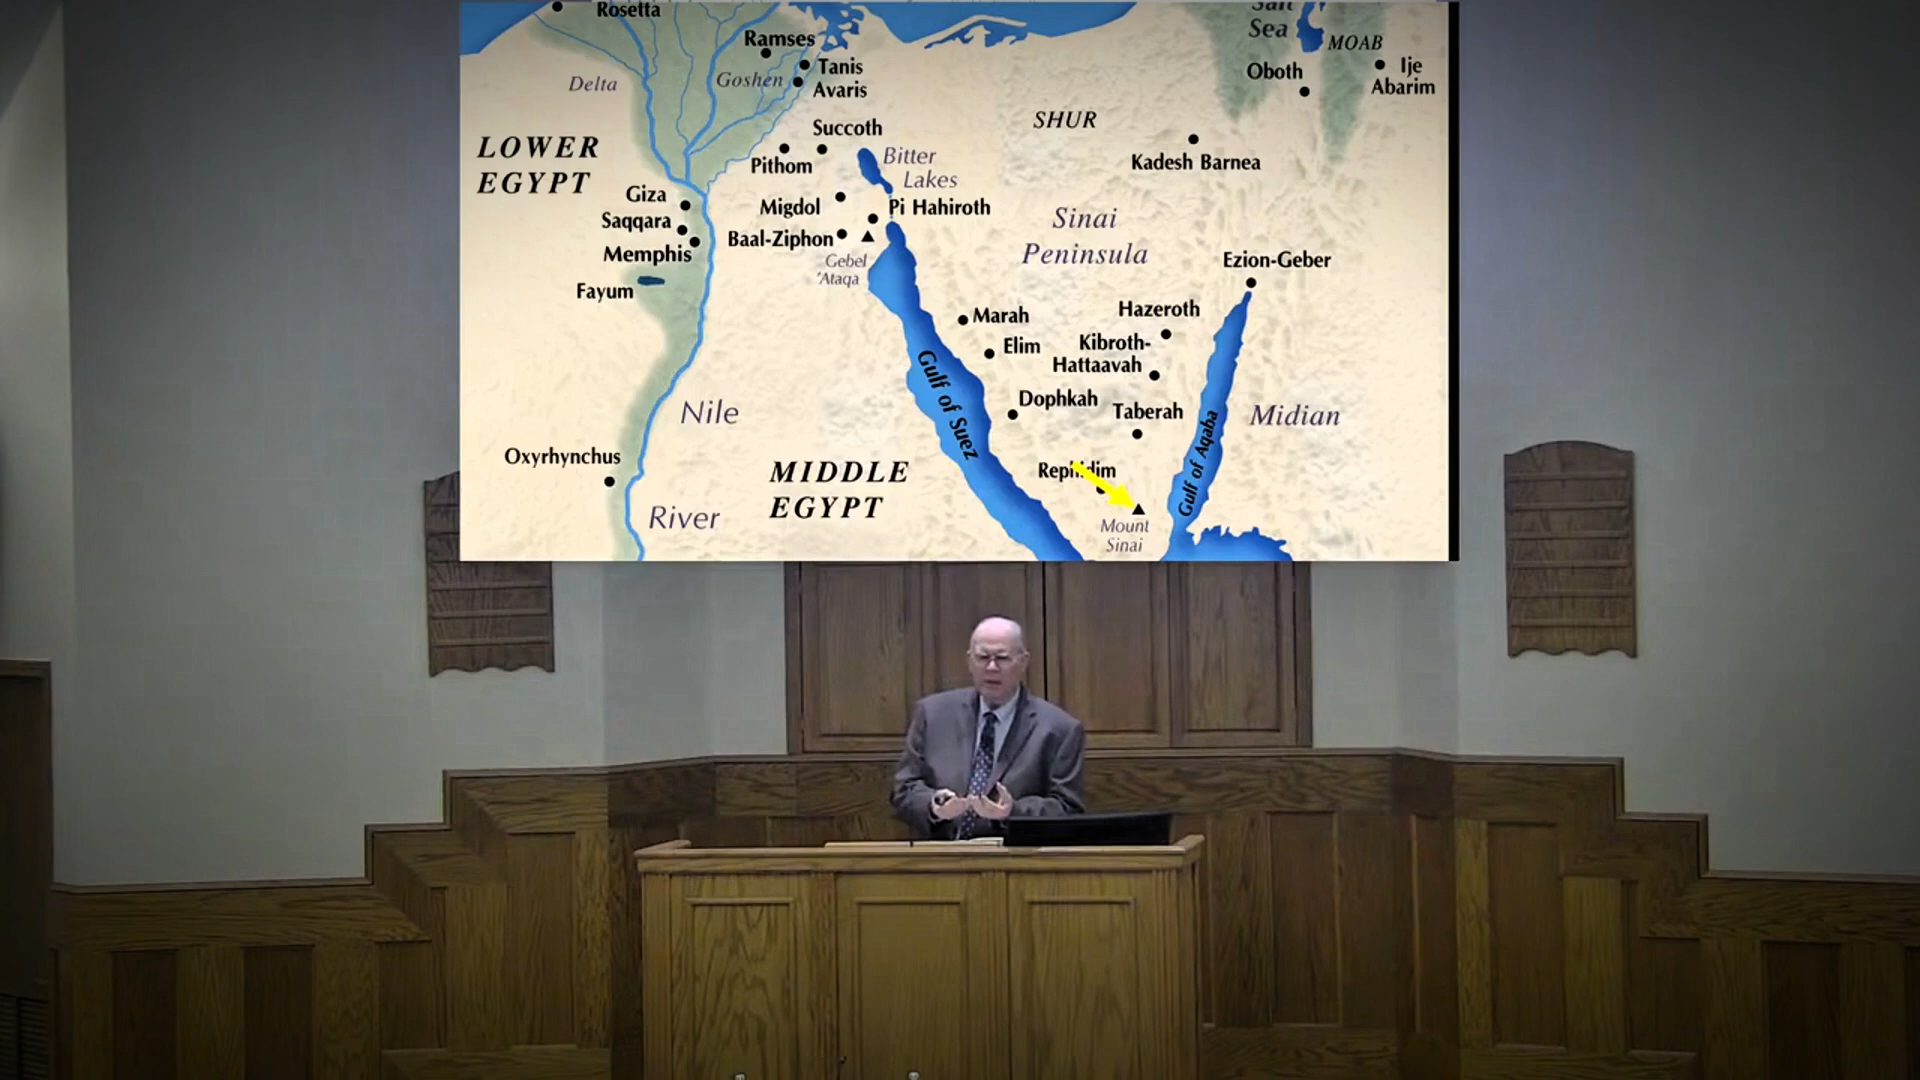 Rosetta
Salt
Sea
Ramses
MOAB
Tanis
Ije
Abarim
Delta
Goshen
Avaris
Oboth
SHUR
Succoth
LOWER
EGYPT
Pithom
Bitter
Lakes
Kadesh Barnea
Giza
Saqqara
Memphis
Migdol
Pi Hahiroth
Baal-Ziphon
Gebel
'Ataqa
Sinai
Peninsula
Ezion-Geber
Fayum
Marah
Hazeroth
Elim
Kibroth-
Hattaavah
Gulf of Suez
Dophkah
Taberah
Nile
Midian
Gulf of Aqaba
Oxyrhynchus
MIDDLE
EGYPT
Rephidim
River
Mount
Sinai